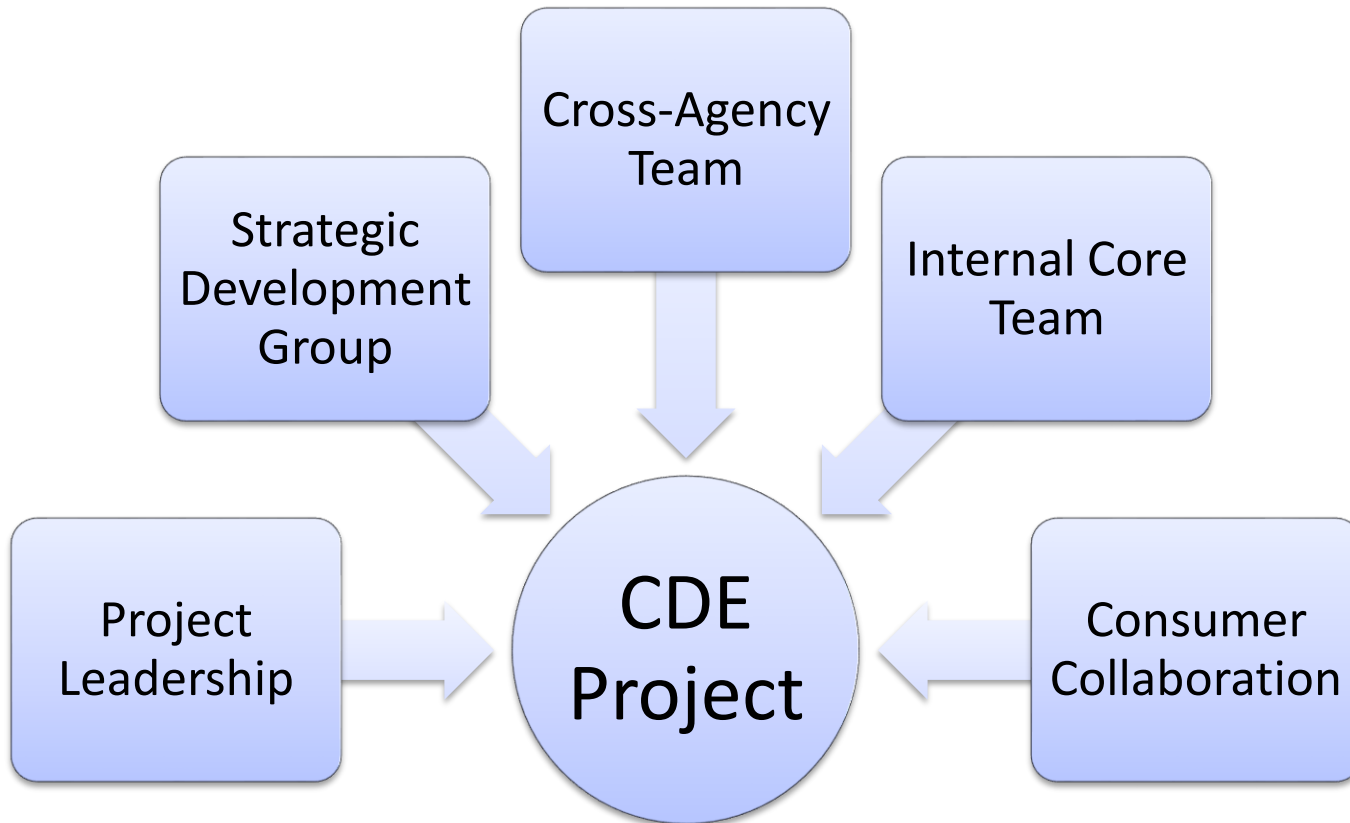 Cross-Agency
Team
Strategic
Development
Group
Internal Core
Team
Project
Leadership
CDE
Project
Consumer
Collaboration